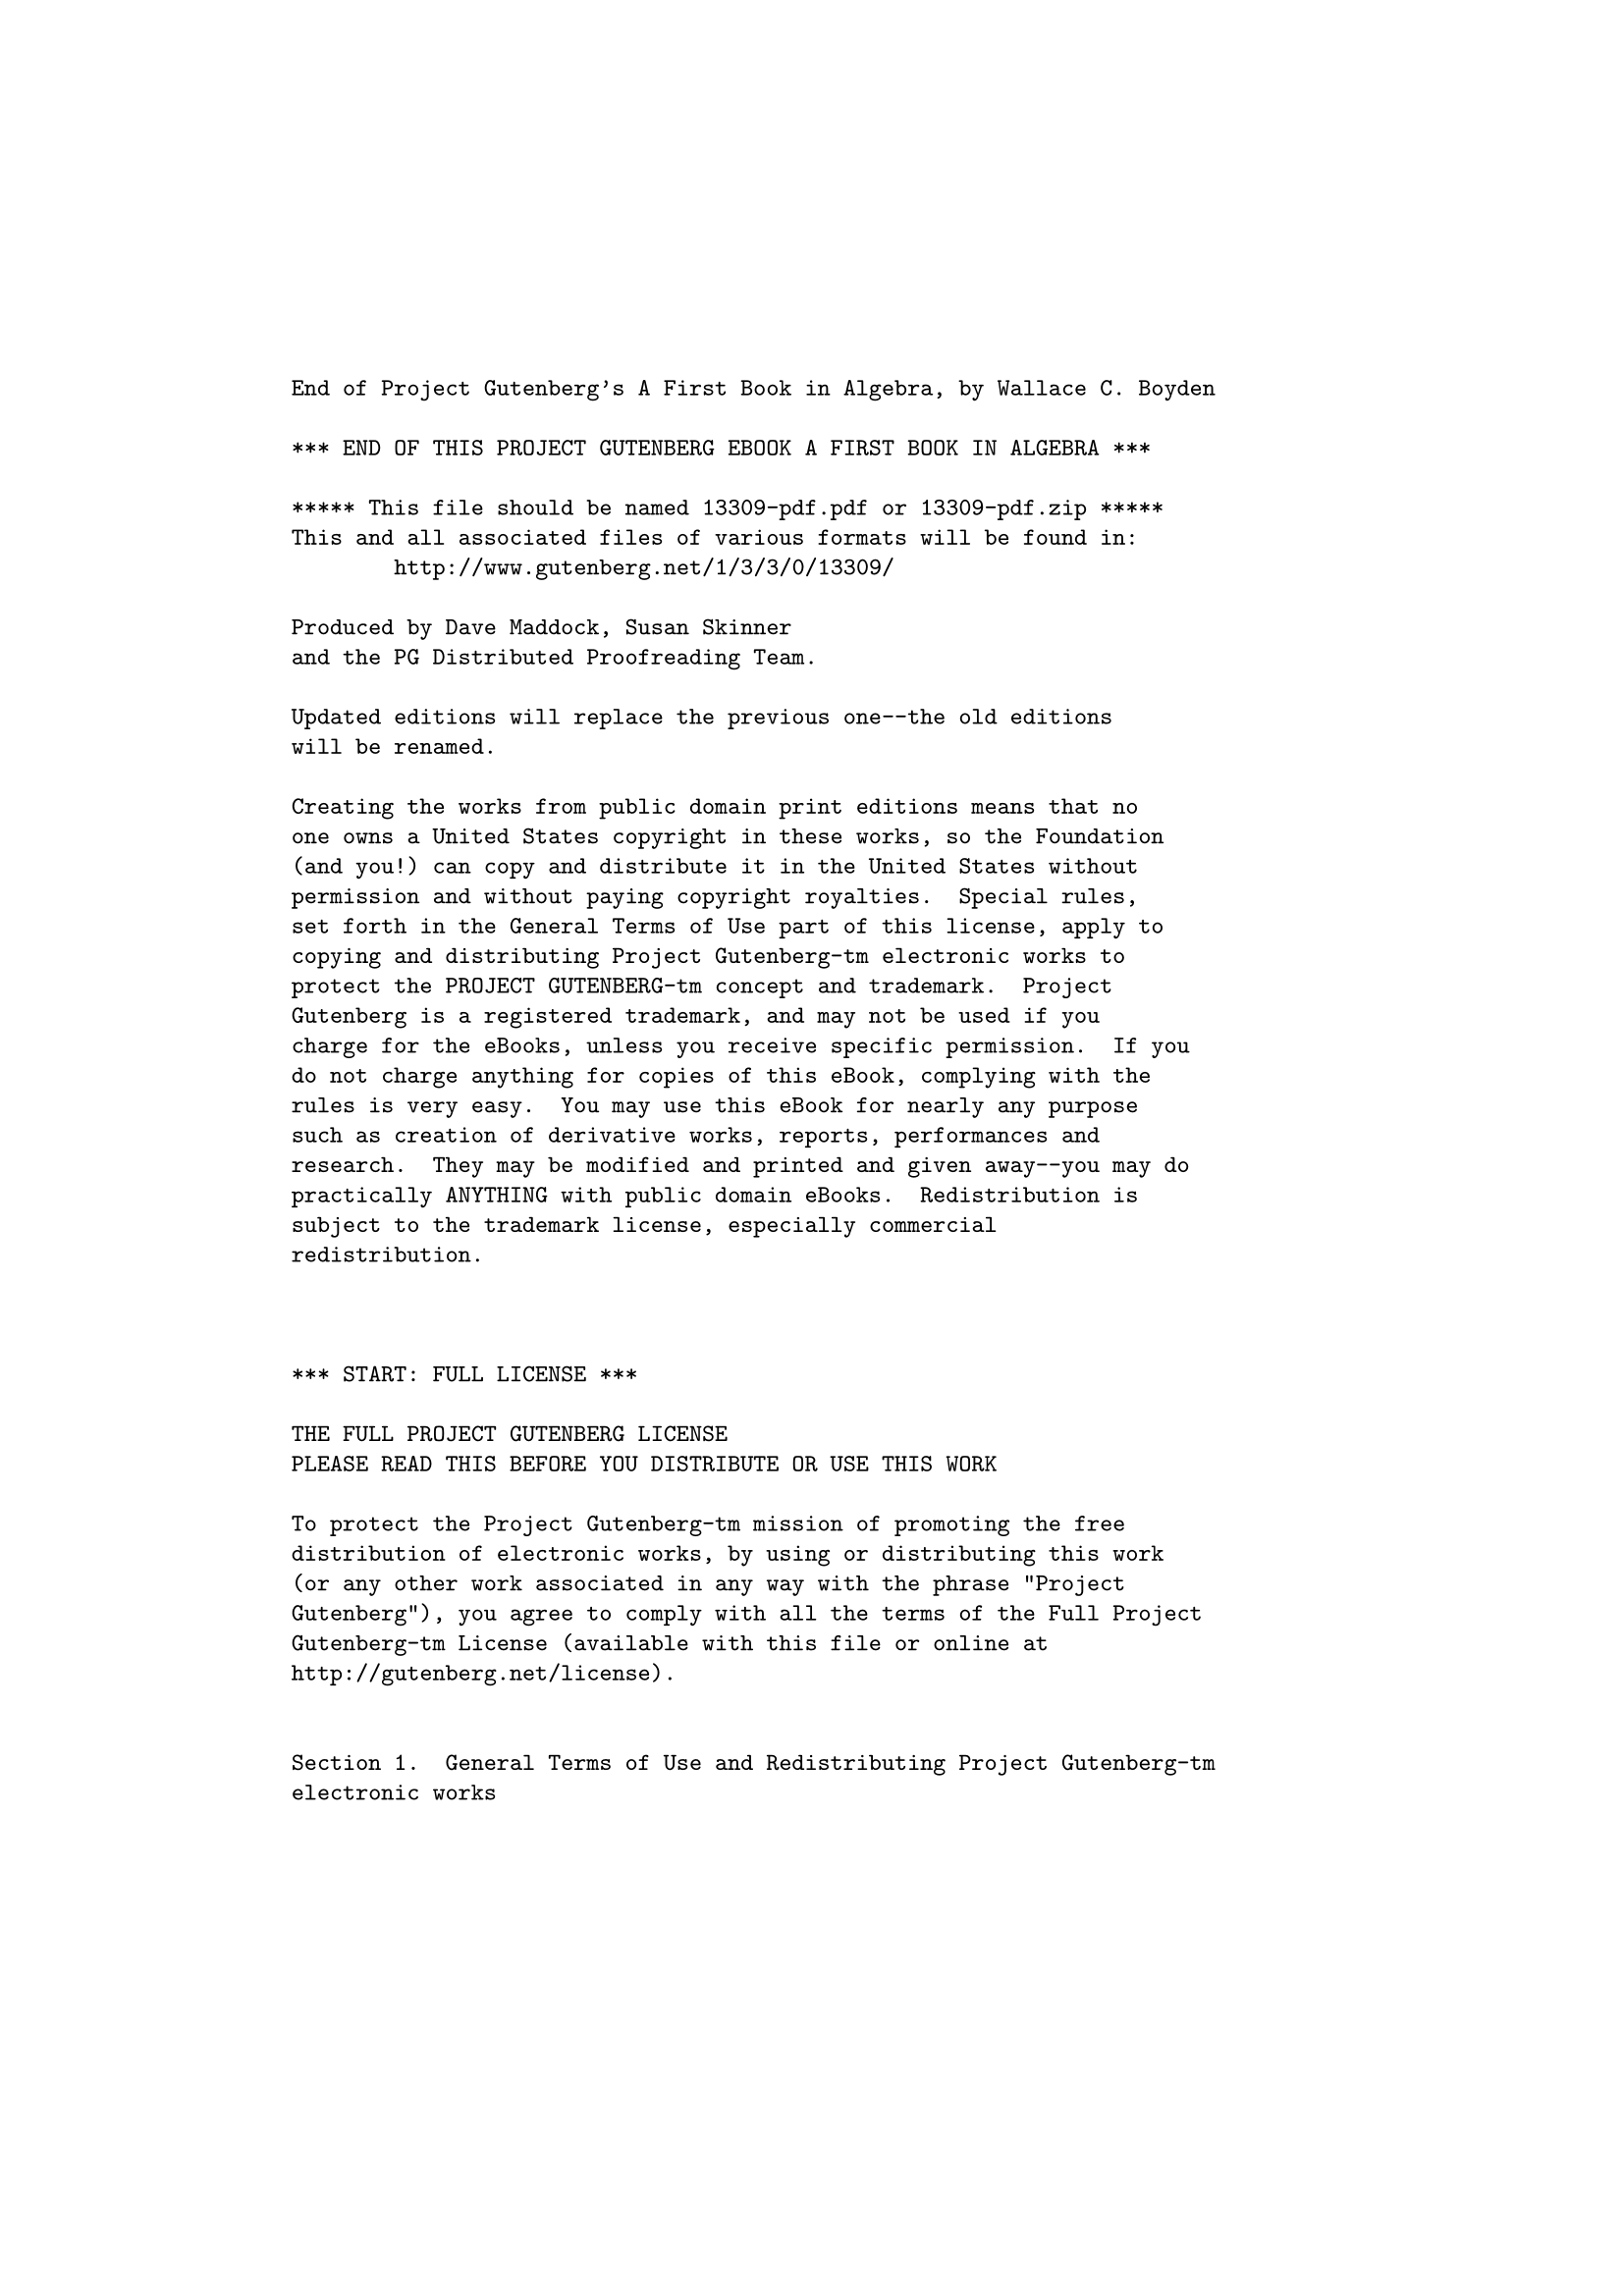 End of Project Gutenberg's A First Book in Algebra, by Wallace C. Boyden
*** END OF THIS PROJECT GUTENBERG EBOOK A FIRST BOOK IN ALGEBRA ***
***** This file should be named 13309-pdf.pdf or 13309-pdf.zip *****
This and all associated files of various formats will be found in:
http://www.gutenberg.net/1/3/3/0/13309/
Produced by Dave Maddock, Susan Skinner
and the PG Distributed Proofreading Team.
Updated editions will replace the previous one--the old editions
will be renamed.
Creating the works from public domain print editions means that no
one owns a United States copyright in these works, so the Foundation
(and you!) can copy and distribute it in the United States without
permission and without paying copyright royalties.  Special rules,
set forth in the General Terms of Use part of this license, apply to
copying and distributing Project Gutenberg-tm electronic works to
protect the PROJECT GUTENBERG-tm concept and trademark.  Project
Gutenberg is a registered trademark, and may not be used if you
charge for the eBooks, unless you receive specific permission.  If you
do not charge anything for copies of this eBook, complying with the
rules is very easy.  You may use this eBook for nearly any purpose
such as creation of derivative works, reports, performances and
research.  They may be modified and printed and given away--you may do
practically ANYTHING with public domain eBooks.  Redistribution is
subject to the trademark license, especially commercial
redistribution.
*** START: FULL LICENSE ***
THE FULL PROJECT GUTENBERG LICENSE
PLEASE READ THIS BEFORE YOU DISTRIBUTE OR USE THIS WORK
To protect the Project Gutenberg-tm mission of promoting the free
distribution of electronic works, by using or distributing this work
(or any other work associated in any way with the phrase "Project
Gutenberg"), you agree to comply with all the terms of the Full Project
Gutenberg-tm License (available with this file or online at
http://gutenberg.net/license).
Section 1.  General Terms of Use and Redistributing Project Gutenberg-tm
electronic works